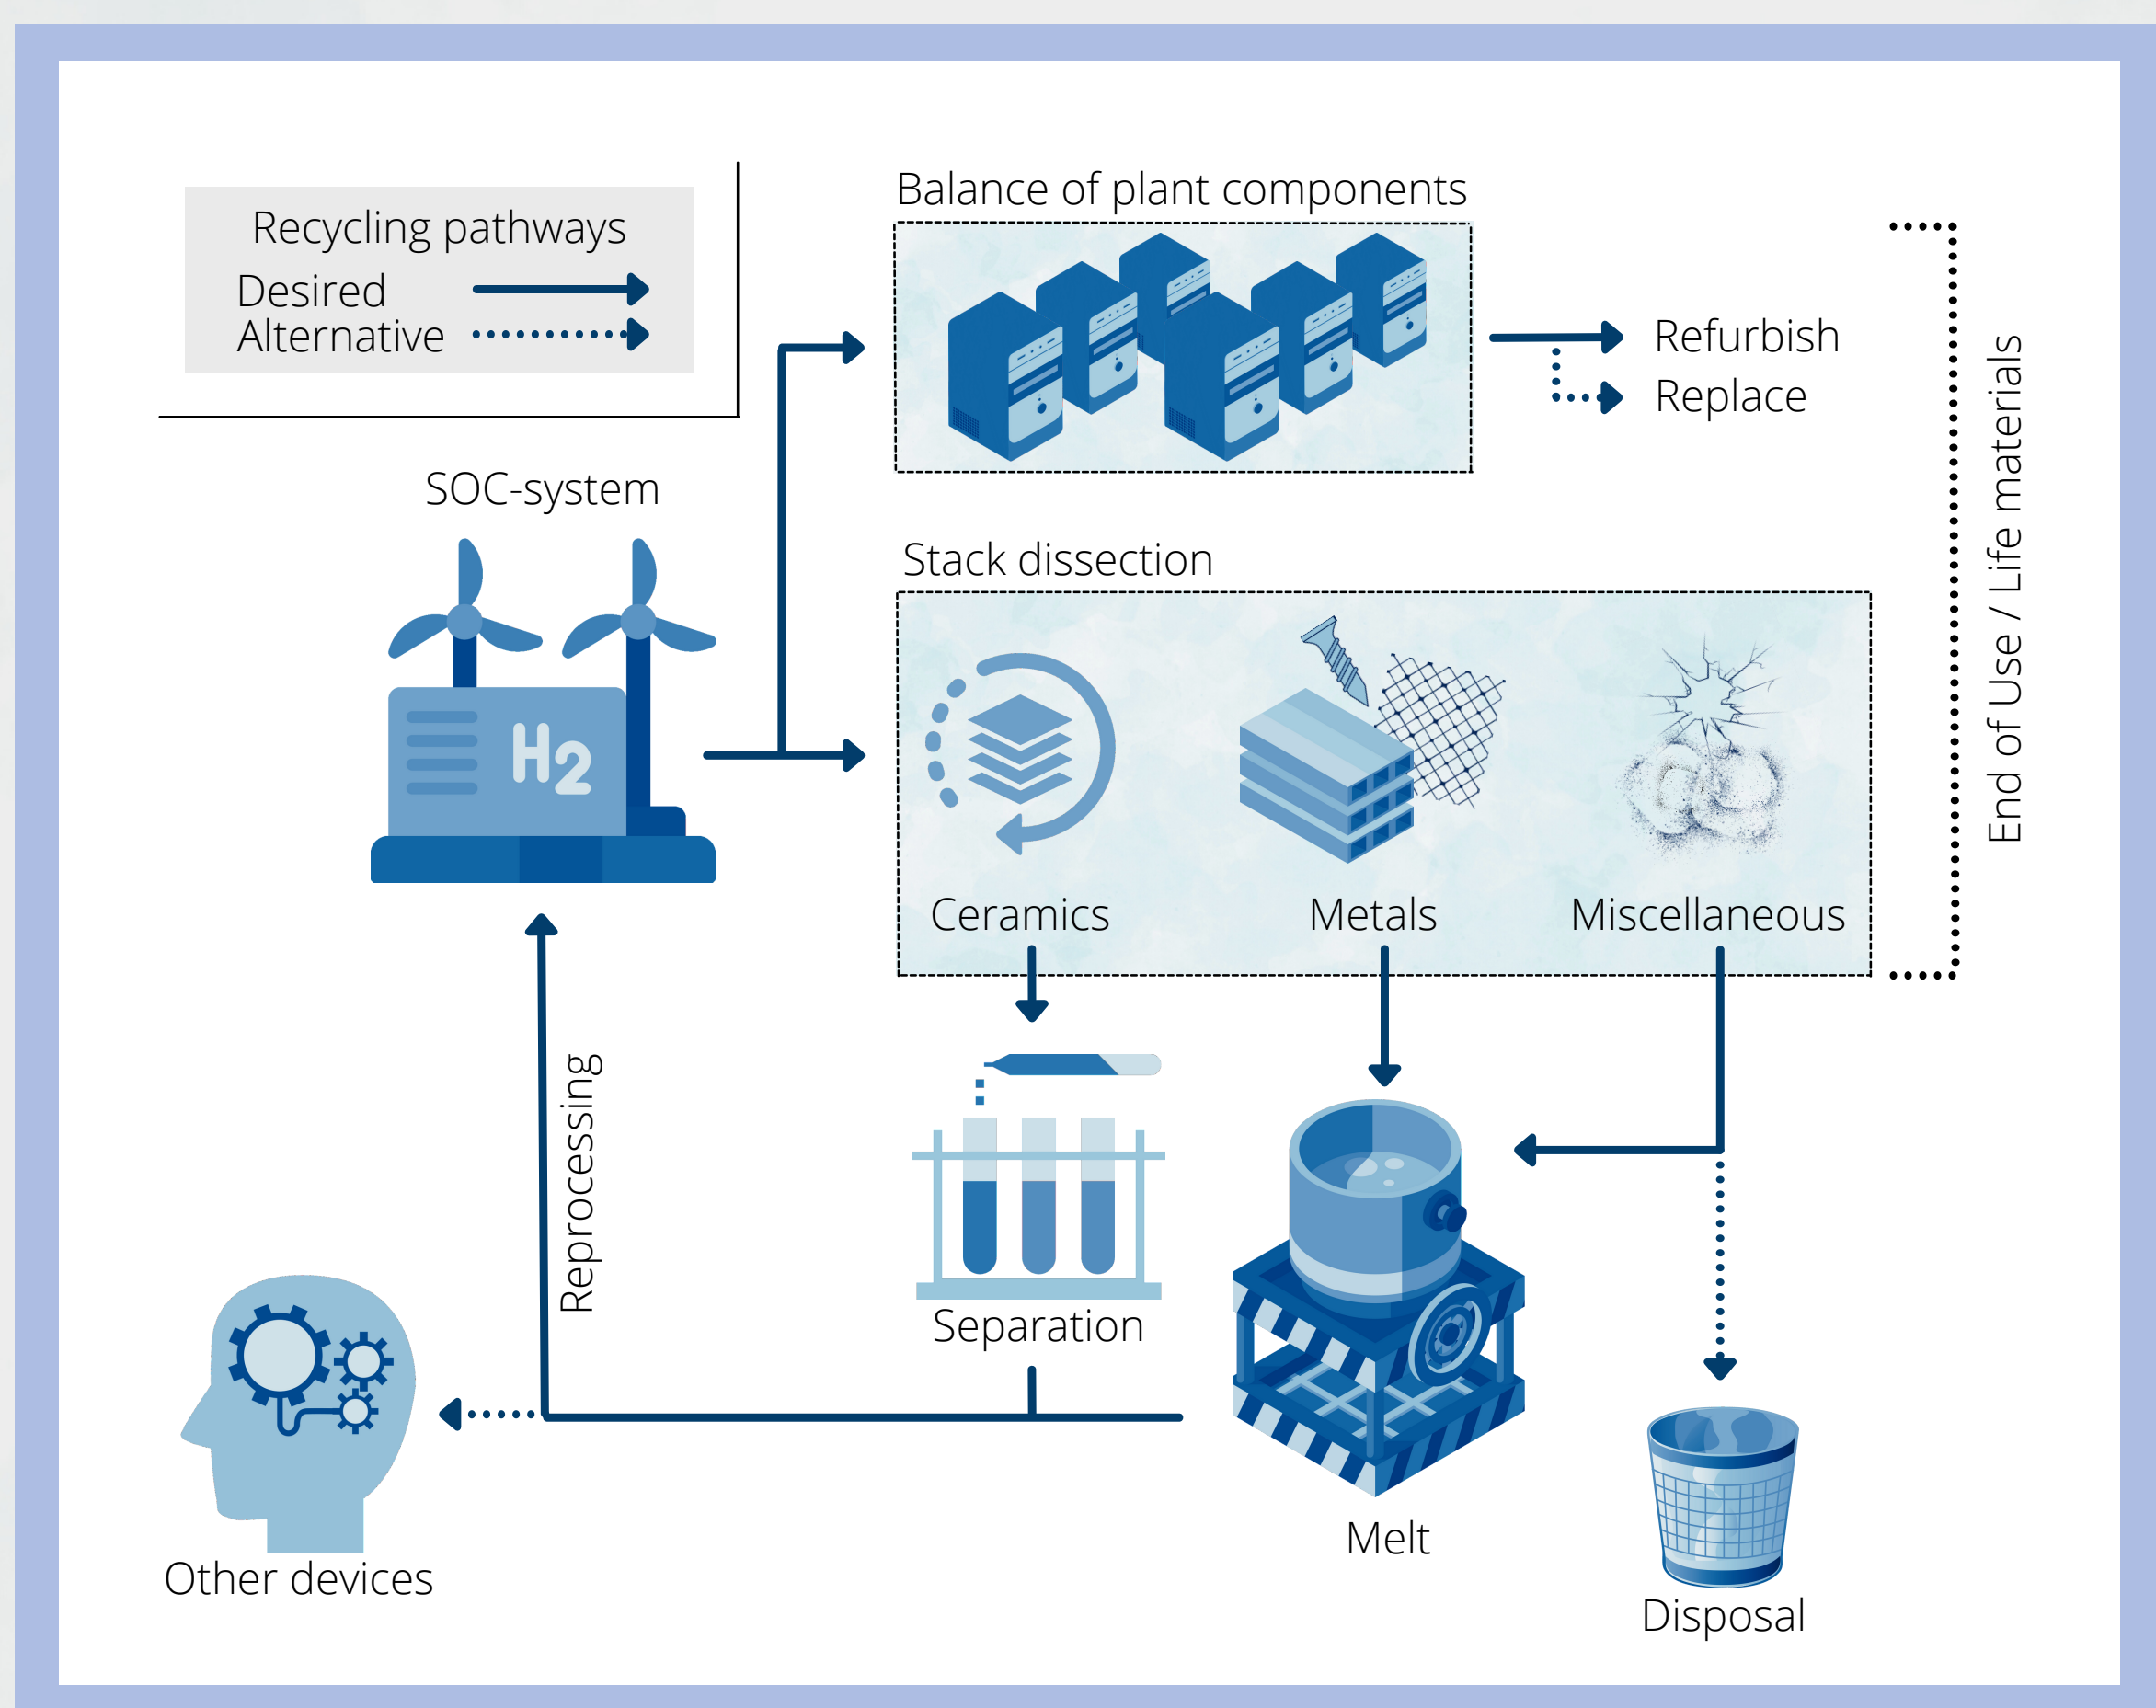 Recycling pathways
Desired
Alternative
Balance of plant components
Refurbish
Replace
SOC-system
H2
Stack dissection
Ceramics
Metals
Miscellaneous
End of Use / Life materials
Reprocessing
Separation
Melt
Other devices
Disposal